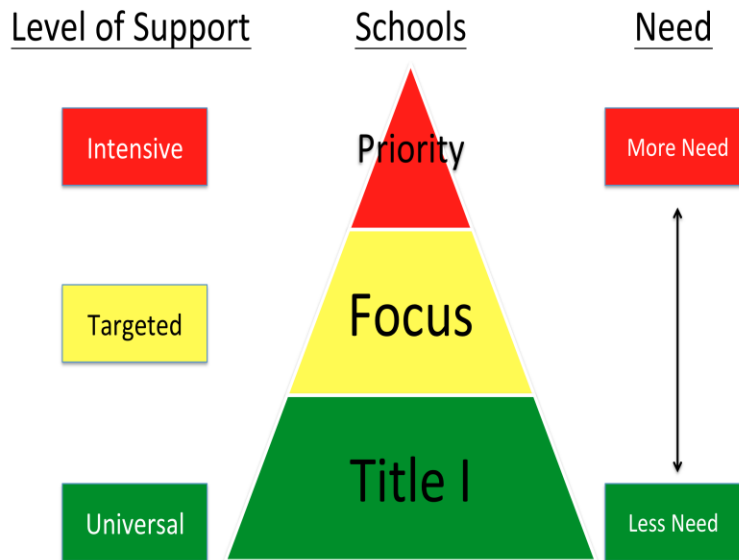 Level of Support
Schools
Need
Intensive
Priority
More Need
Targeted
Focus
Universal
Title I
Less Need